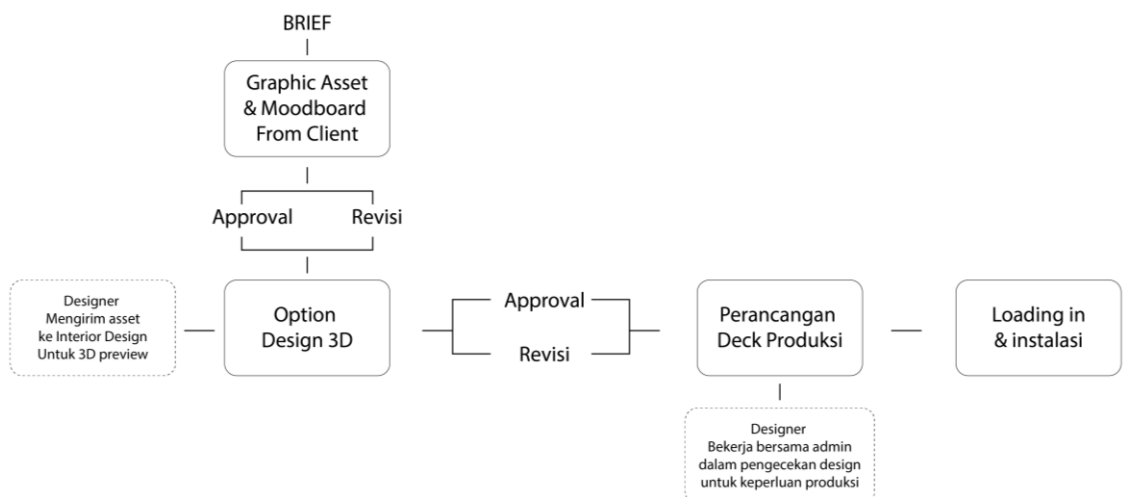 BRIEF
Graphic Asset
& Moodboard
From Client
Approval
Revisi
Designer
Mengirim asset
ke Interior Design
Untuk 3D preview
Option
Design 3D
Approval
Revisi
Perancangan
Deck Produksi
Loading in
& instalasi
Designer
Bekerja bersama admin
dalam pengecekan design
untuk keperluan produksi